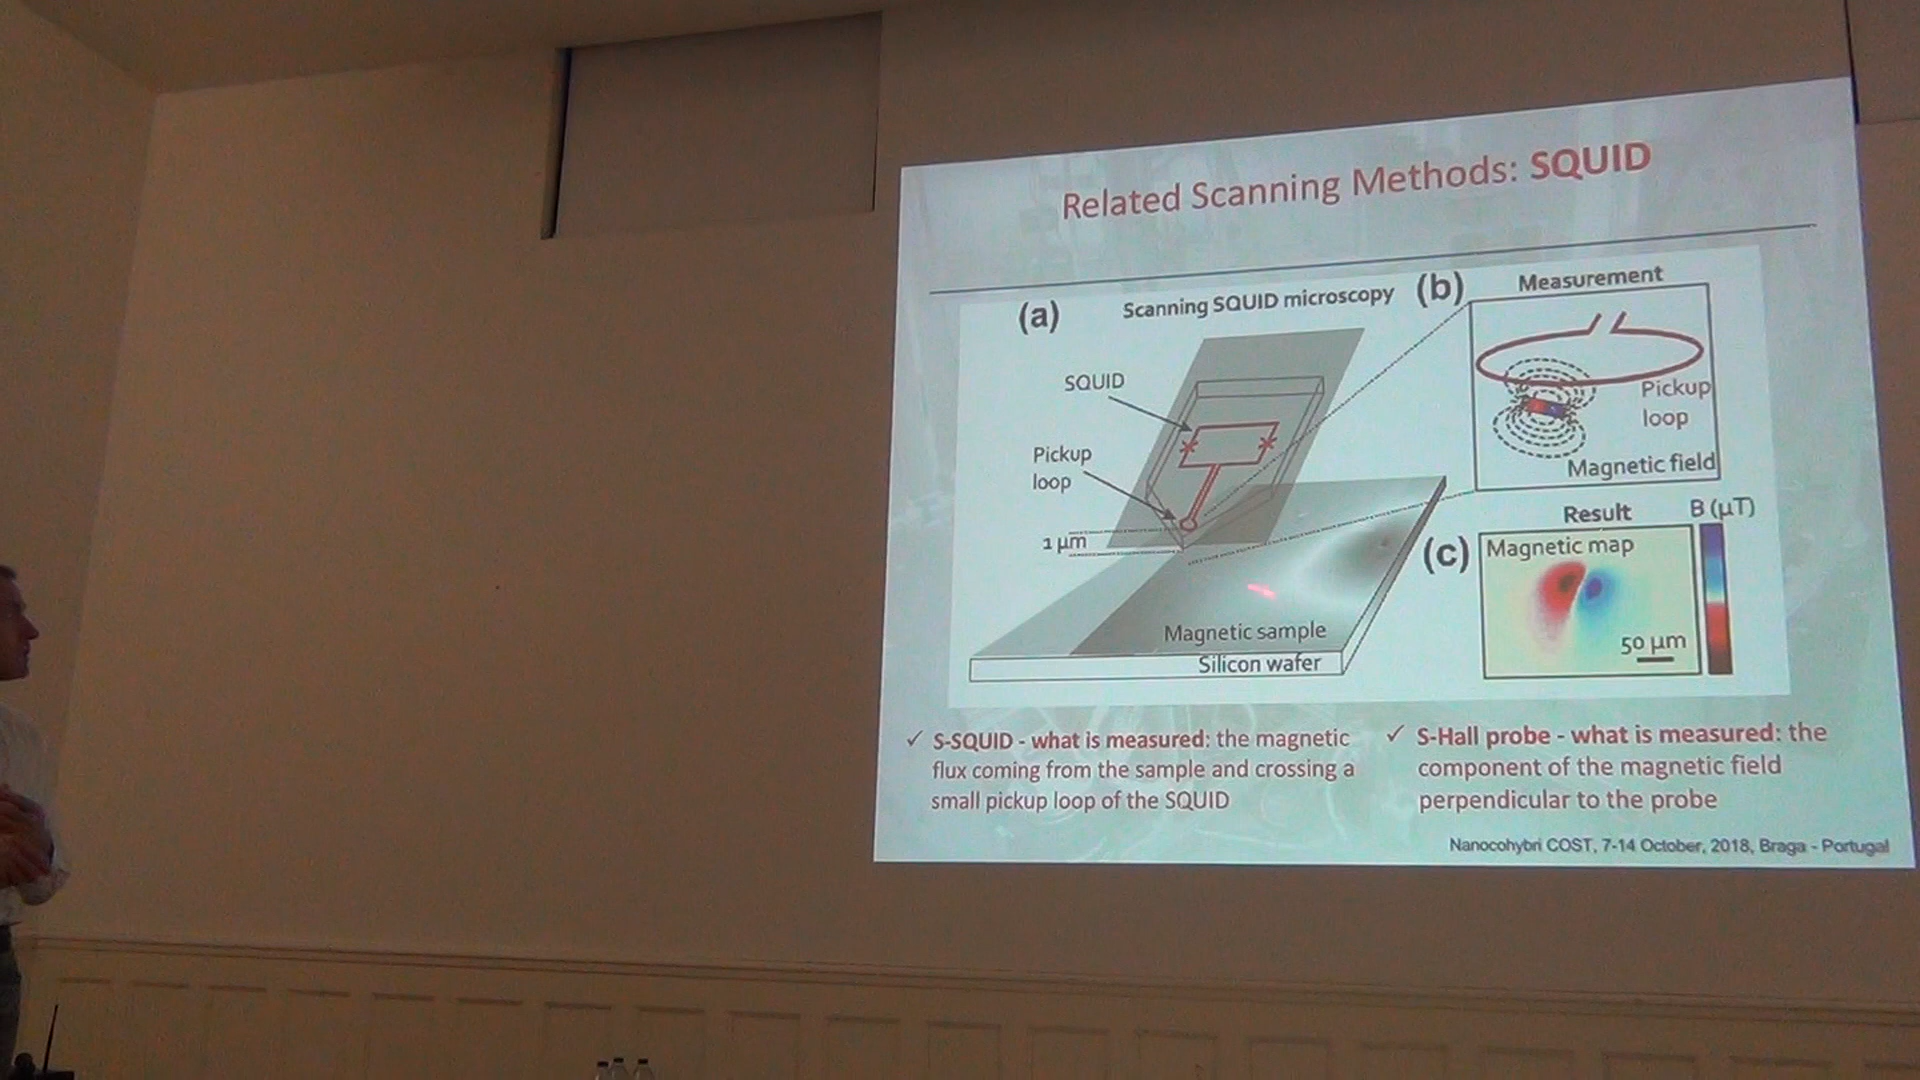 Related Scanning Methods: SQUID
(a)
Scanning SQUID microscopy
SQUID
Pickup
loop
1 µm
Magnetic sample
Silicon wafer
(b)
Measurement
Pickup
loop
Magnetic field
Result
B (µT)
(c)
Magnetic map
50 µm
✓ S-SQUID - what is measured: the magnetic
flux coming from the sample and crossing a
small pickup loop of the SQUID
✓ S-Hall probe - what is measured: the
component of the magnetic field
perpendicular to the probe
Nanocohybri COST, 7-14 October, 2018, Braga - Portugal